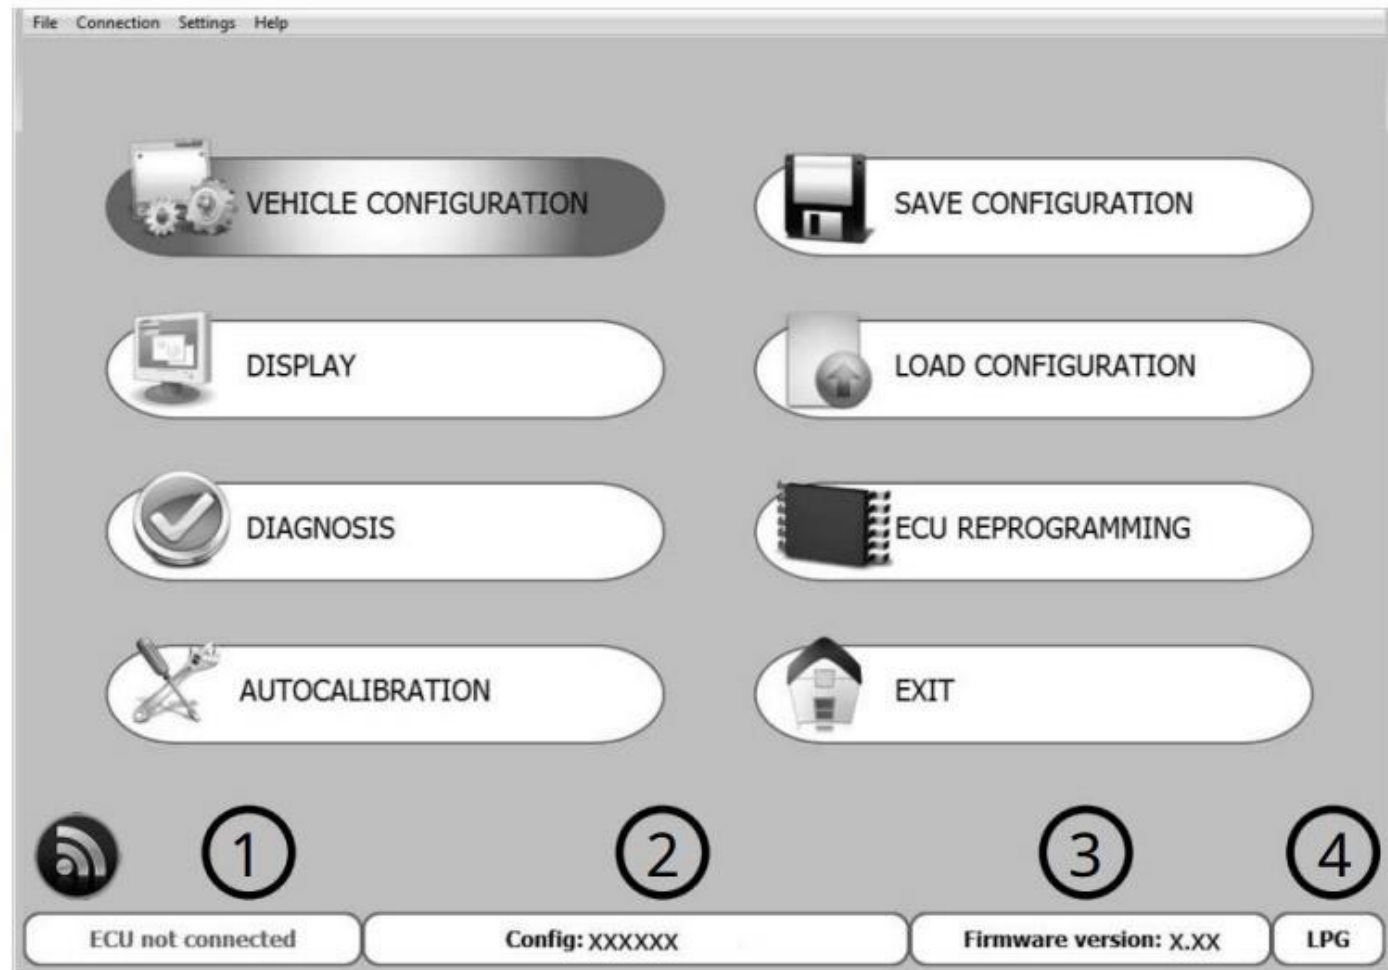 File Connection Settings Help
VEHICLE CONFIGURATION
SAVE CONFIGURATION
DISPLAY
LOAD CONFIGURATION
DIAGNOSIS
ECU REPROGRAMMING
AUTOCALIBRATION
EXIT
1
2
3
4
ECU not connected
Config: XXXXXX
Firmware version: X.XX
LPG